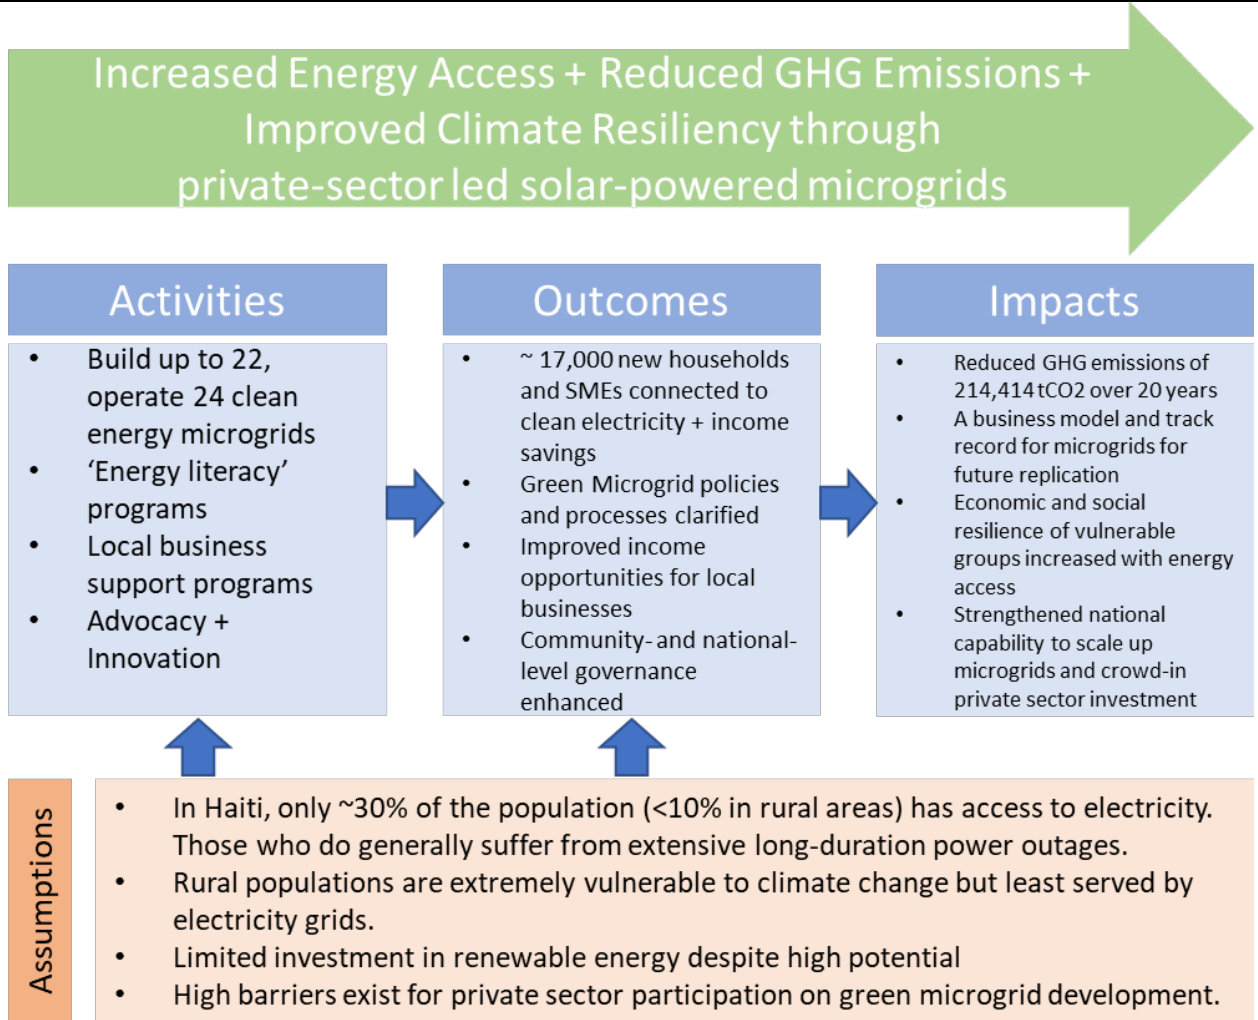 Increased Energy Access + Reduced GHG Emissions +
Improved Climate Resiliency through
private-sector led solar-powered microgrids
Activities
• Build up to 22,
operate 24 clean
energy microgrids
• ‘Energy literacy’
programs
• Local business
support programs
• Advocacy +
Innovation
Outcomes
• ~ 17,000 new households
and SMEs connected to
clean electricity + income
savings
• Green Microgrid policies
and processes clarified
• Improved income
opportunities for local
businesses
• Community- and national-
level governance
enhanced
Impacts
• Reduced GHG emissions of
214,414 tCO2 over 20 years
• A business model and track
record for microgrids for
future replication
• Economic and social
resilience of vulnerable
groups increased with energy
access
• Strengthened national
capability to scale up
microgrids and crowd-in
private sector investment
Assumptions
• In Haiti, only ~30% of the population (<10% in rural areas) has access to electricity.
Those who do generally suffer from extensive long-duration power outages.
• Rural populations are extremely vulnerable to climate change but least served by
electricity grids.
• Limited investment in renewable energy despite high potential
• High barriers exist for private sector participation on green microgrid development.